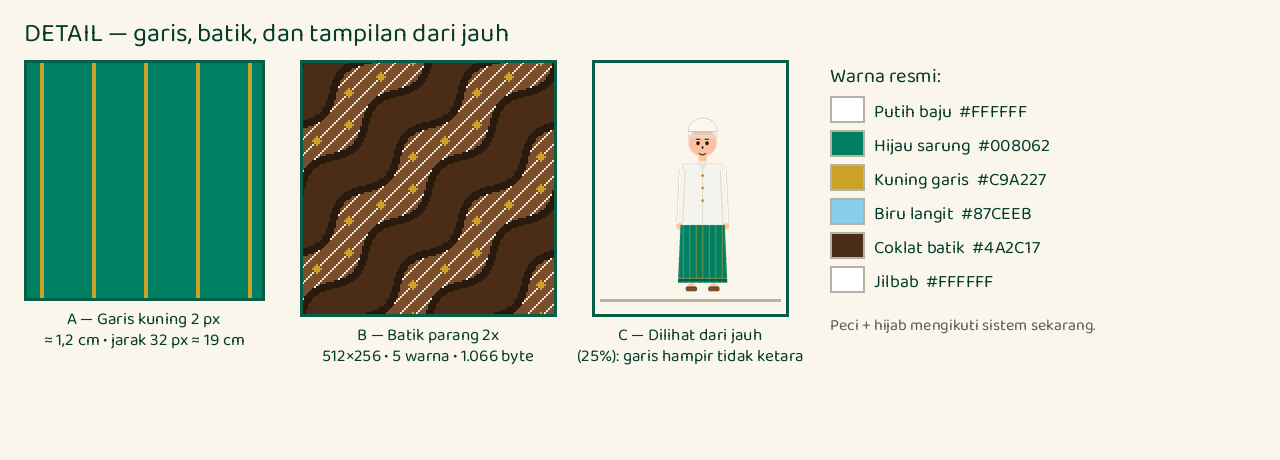 DETAIL — garis, batik, dan tampilan dari jauh
A — Garis kuning 2 px
≈ 1,2 cm • jarak 32 px ≈ 19 cm
B — Batik parang 2x
512×256 • 5 warna • 1.066 byte
C — Dilihat dari jauh
(25%): garis hampir tidak ketara
Warna resmi:
Putih baju #FFFFFF
Hijau sarung #008062
Kuning garis #C9A227
Biru langit #87CEEB
Coklat batik #4A2C17
Jilbab #FFFFFF
Peci + hijab mengikuti sistem sekarang.